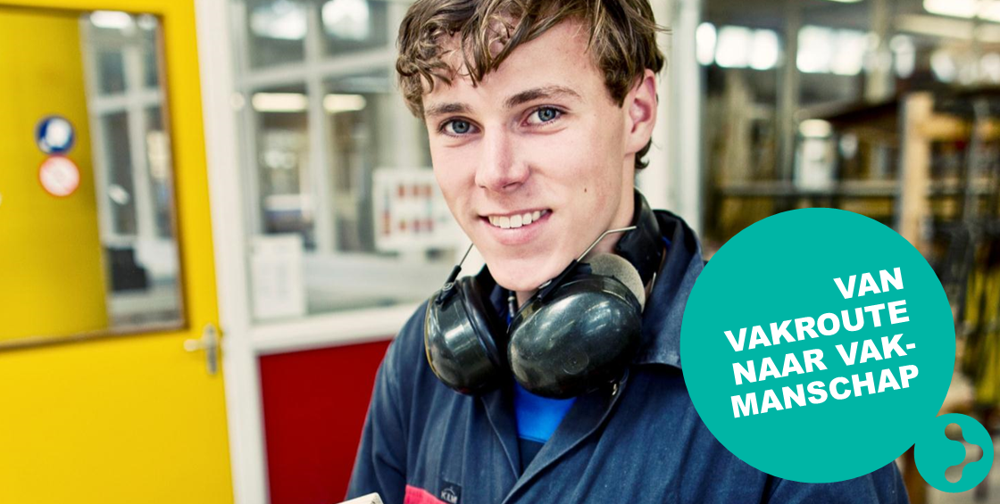 VAN
VAKROUTE
NAAR VAK-
MANSCHAP